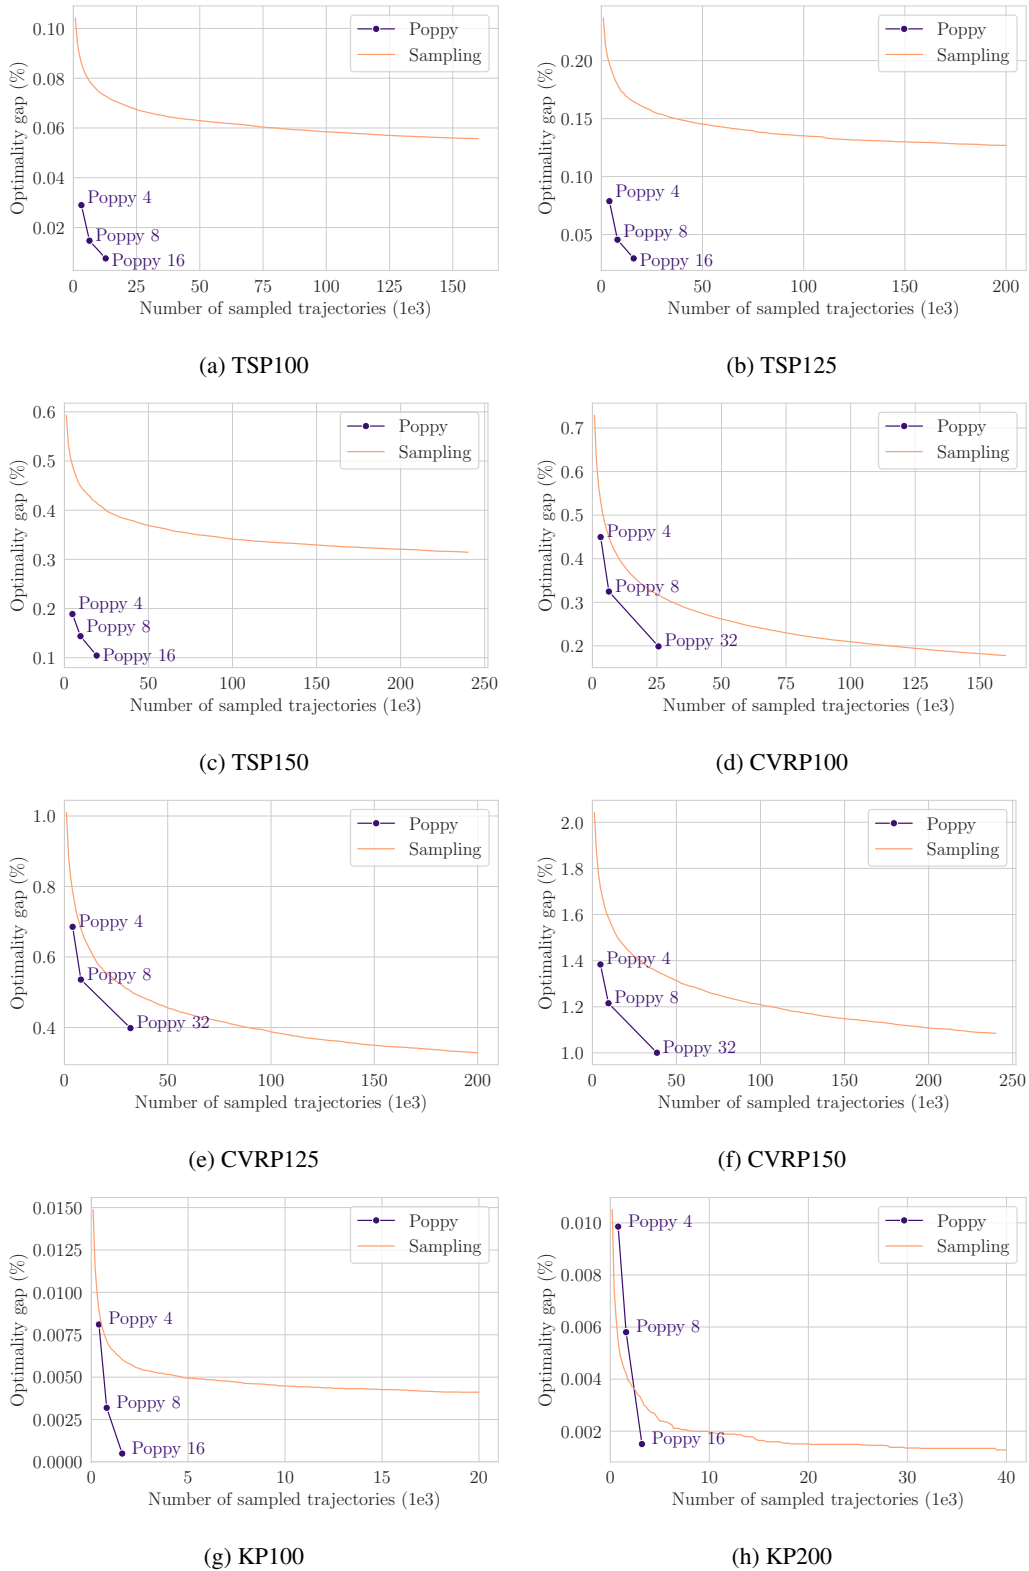 0.10
0.08
0.06
0.04
0.02
Optimality gap (%)
Poppy
Sampling
Poppy 4
Poppy 8
Poppy 16
0 25 50 75 100 125 150
Number of sampled trajectories (1e3)
(a) TSP100
0.20
0.15
0.10
0.05
Optimality gap (%)
Poppy
Sampling
Poppy 4
Poppy 8
Poppy 16
0 50 100 150 200
Number of sampled trajectories (1e3)
(b) TSP125
0.6
0.5
0.4
0.3
0.2
0.1
Optimality gap (%)
Poppy
Sampling
Poppy 4
Poppy 8
Poppy 16
0 50 100 150 200 250
Number of sampled trajectories (1e3)
(c) TSP150
0.7
0.6
0.5
0.4
0.3
0.2
Optimality gap (%)
Poppy
Sampling
Poppy 4
Poppy 8
Poppy 32
0 25 50 75 100 125 150
Number of sampled trajectories (1e3)
(d) CVRP100
1.0
0.8
0.6
0.4
Optimality gap (%)
Poppy
Sampling
Poppy 4
Poppy 8
Poppy 32
0 50 100 150 200
Number of sampled trajectories (1e3)
(e) CVRP125
2.0
1.8
1.6
1.4
1.2
1.0
Optimality gap (%)
Poppy
Sampling
Poppy 4
Poppy 8
Poppy 32
0 50 100 150 200 250
Number of sampled trajectories (1e3)
(f) CVRP150
0.0150
0.0125
0.0100
0.0075
0.0050
0.0025
0.0000
Optimality gap (%)
Poppy
Sampling
Poppy 4
Poppy 8
Poppy 16
0 5 10 15 20
Number of sampled trajectories (1e3)
(g) KP100
0.010
0.008
0.006
0.004
0.002
Optimality gap (%)
Poppy
Sampling
Poppy 4
Poppy 8
Poppy 16
0 10 20 30 40
Number of sampled trajectories (1e3)
(h) KP200